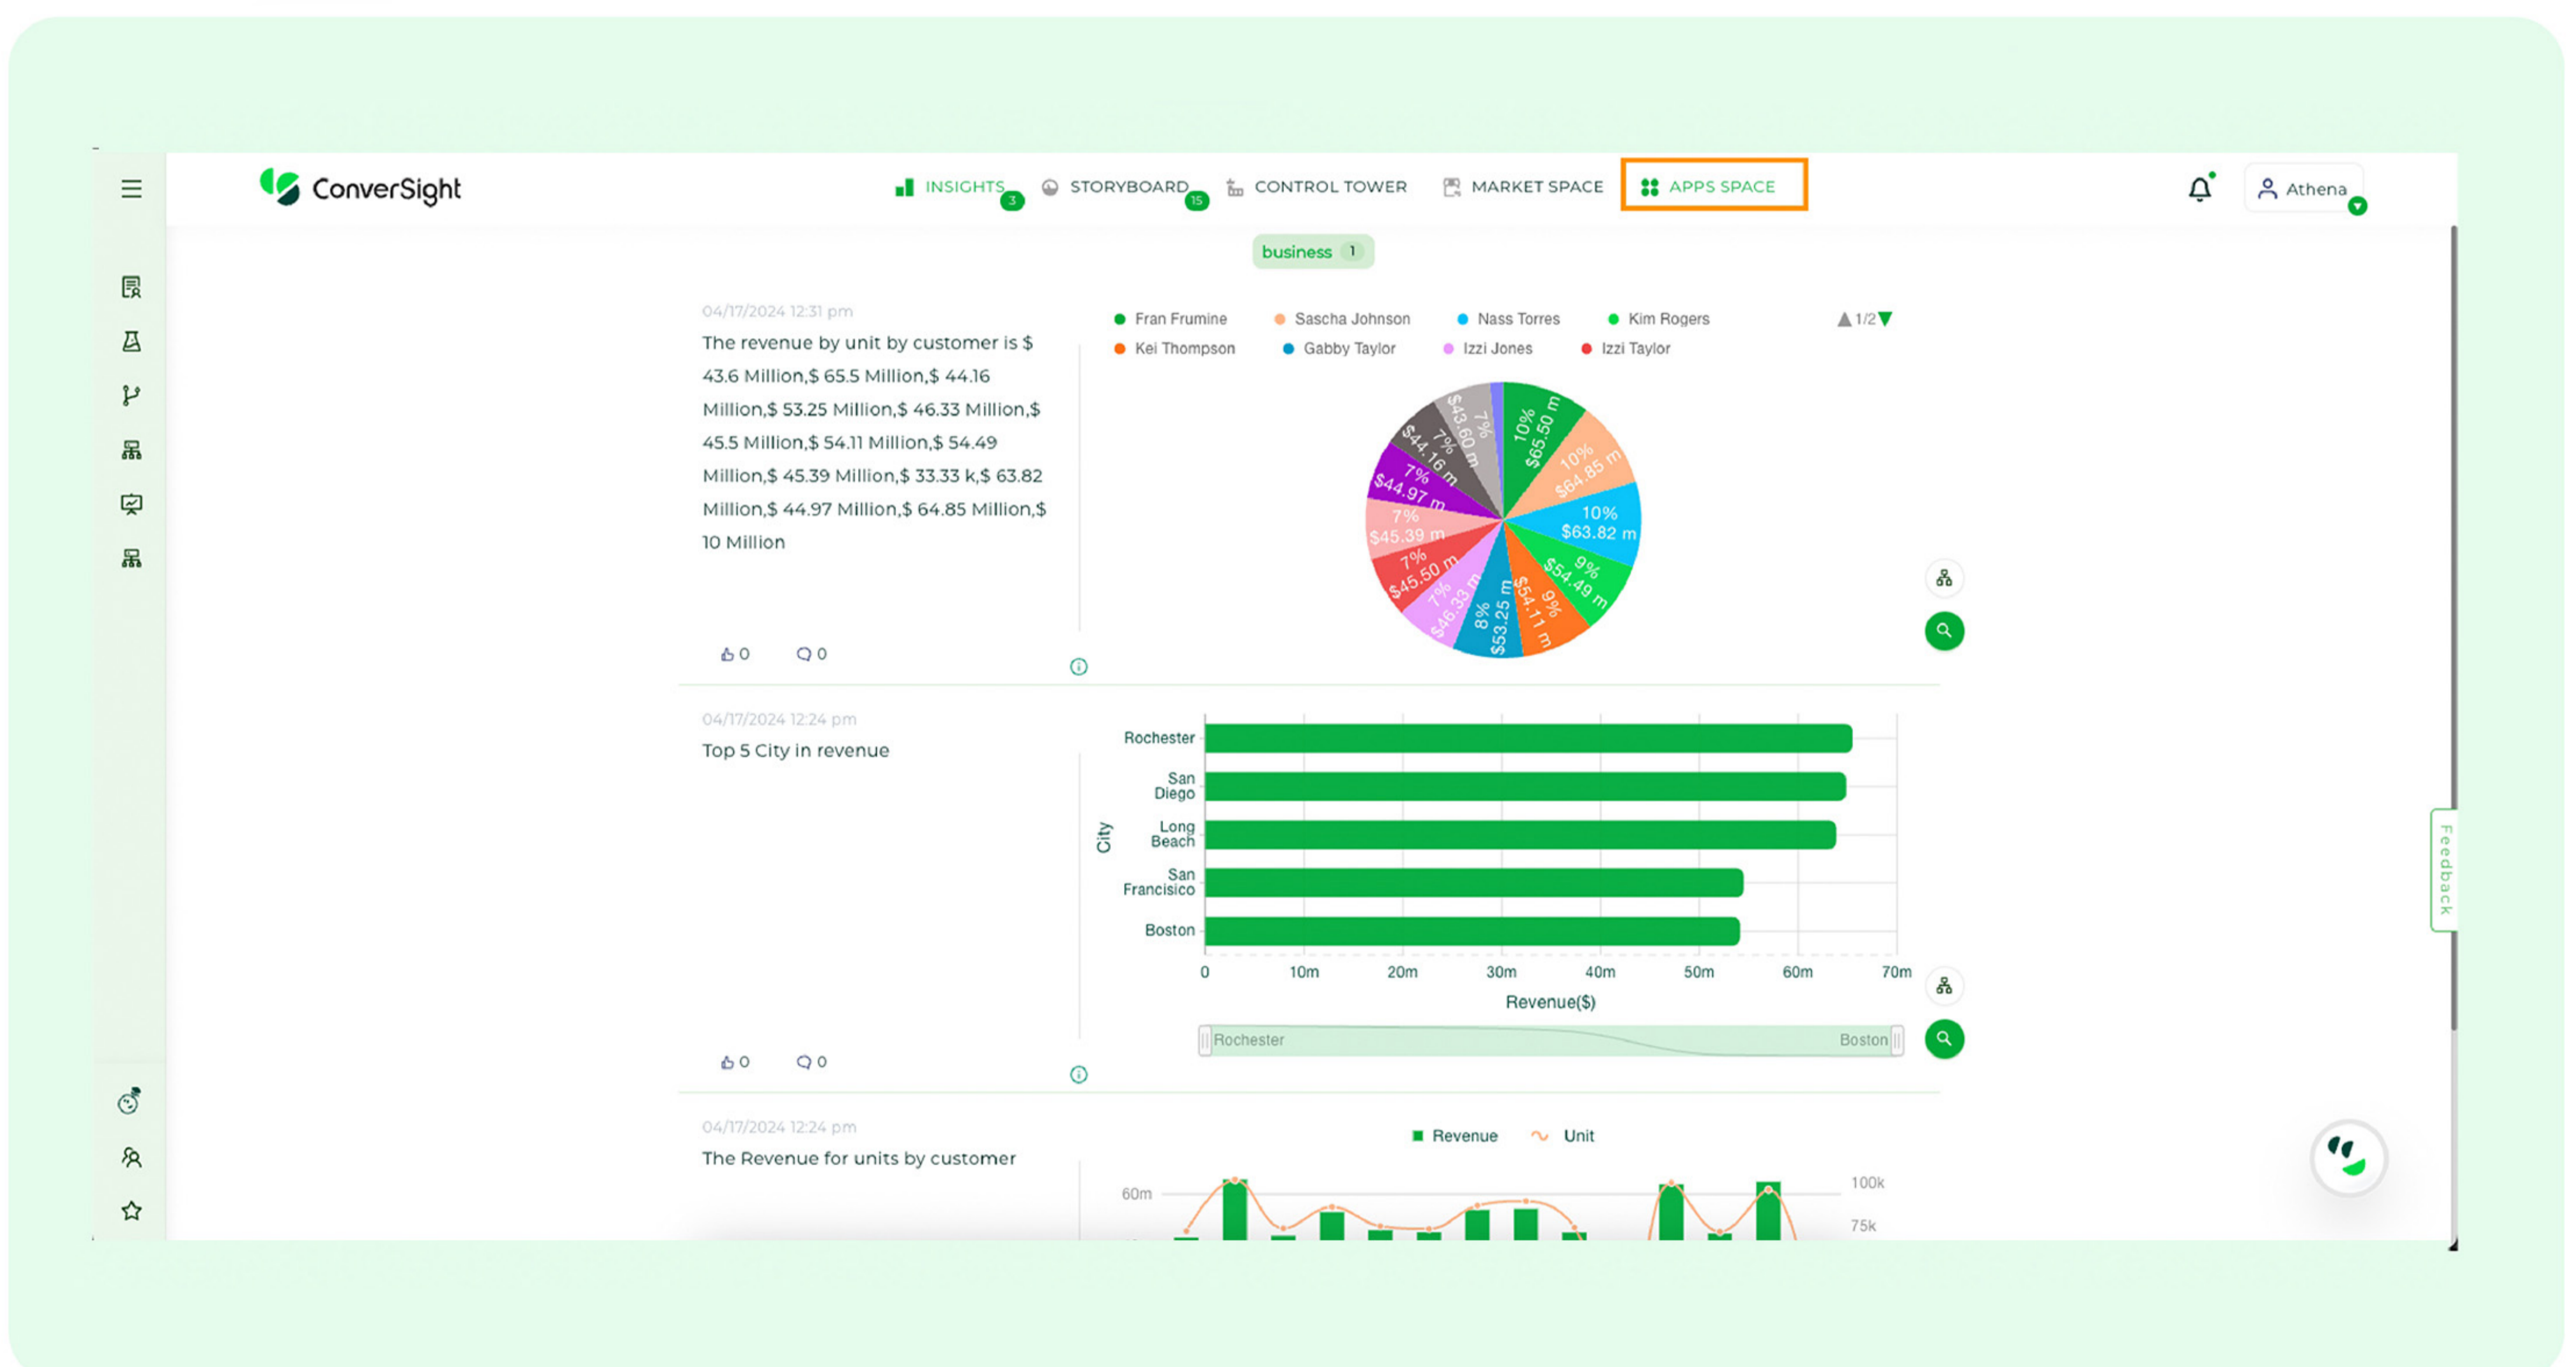 ConverSight
INSIGHTS 3
STORYBOARD 15
CONTROL TOWER
MARKET SPACE
APPS SPACE
Athena
business 1
04/17/2024 12:31 pm
The revenue by unit by customer is $
43.6 Million,$ 65.5 Million,$ 44.16
Million,$ 53.25 Million,$ 46.33 Million,$
45.5 Million,$ 54.11 Million,$ 54.49
Million,$ 45.39 Million,$ 33.33 k,$ 63.82
Million,$ 44.97 Million,$ 64.85 Million,$
10 Million
0 0
Fran Frumine Sascha Johnson Nass Torres Kim Rogers 1/2
Kei Thompson Gabby Taylor Izzi Jones Izzi Taylor
10%
$65.50 m
10%
$64.85 m
10%
$63.82 m
9%
$54.49 m
9%
$54.11 m
8%
$53.25 m
7%
$46.33 m
7%
$45.50 m
7%
$45.39 m
7%
$44.97 m
7%
$44.16 m
7%
$43.60 m
04/17/2024 12:24 pm
Top 5 City in revenue
0 0
City
Rochester
San
Diego
Long
Beach
San
Francisico
Boston
0 10m 20m 30m 40m 50m 60m 70m
Revenue($)
Rochester Boston
Feedback
04/17/2024 12:24 pm
The Revenue for units by customer
Revenue Unit
60m
100k
75k